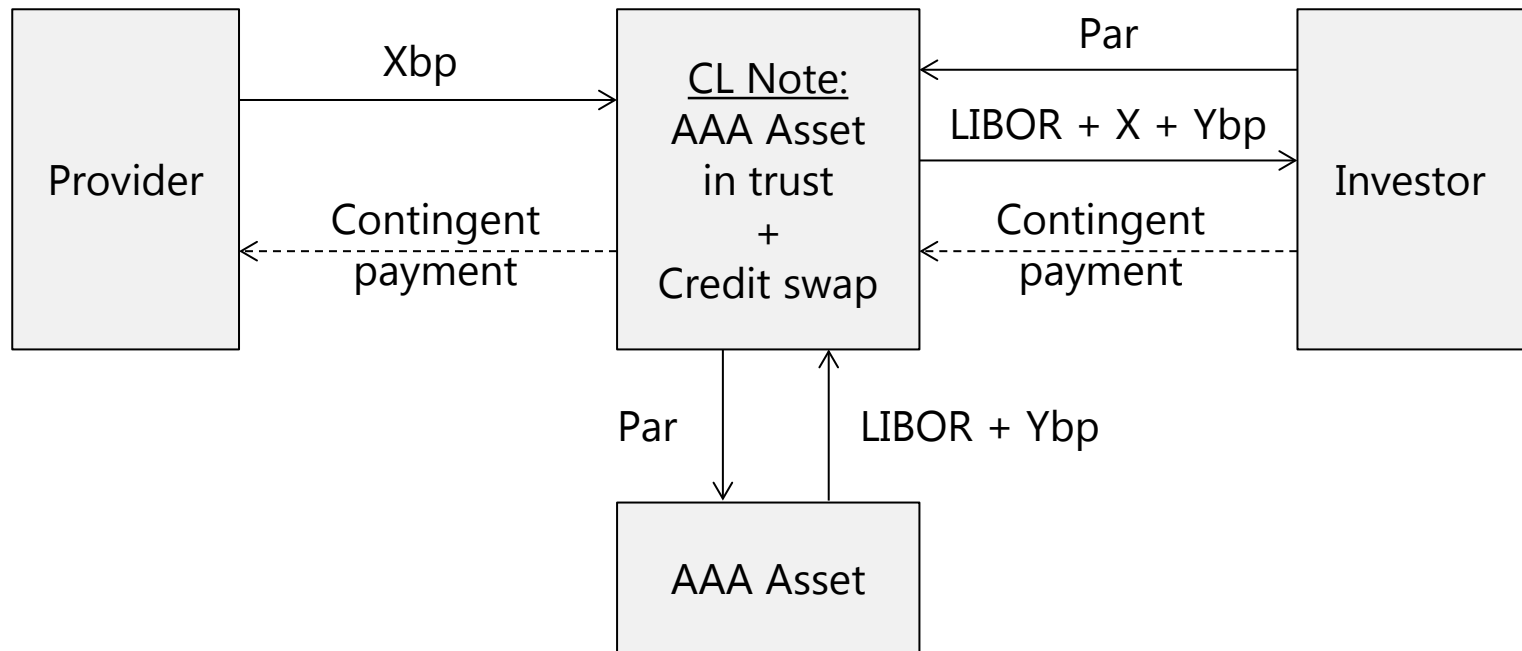 Provider
Xbp
Contingent
payment
CL Note:
AAA Asset
in trust
+
Credit swap
Par
LIBOR + X + Ybp
Contingent
payment
Investor
Par
LIBOR + Ybp
AAA Asset